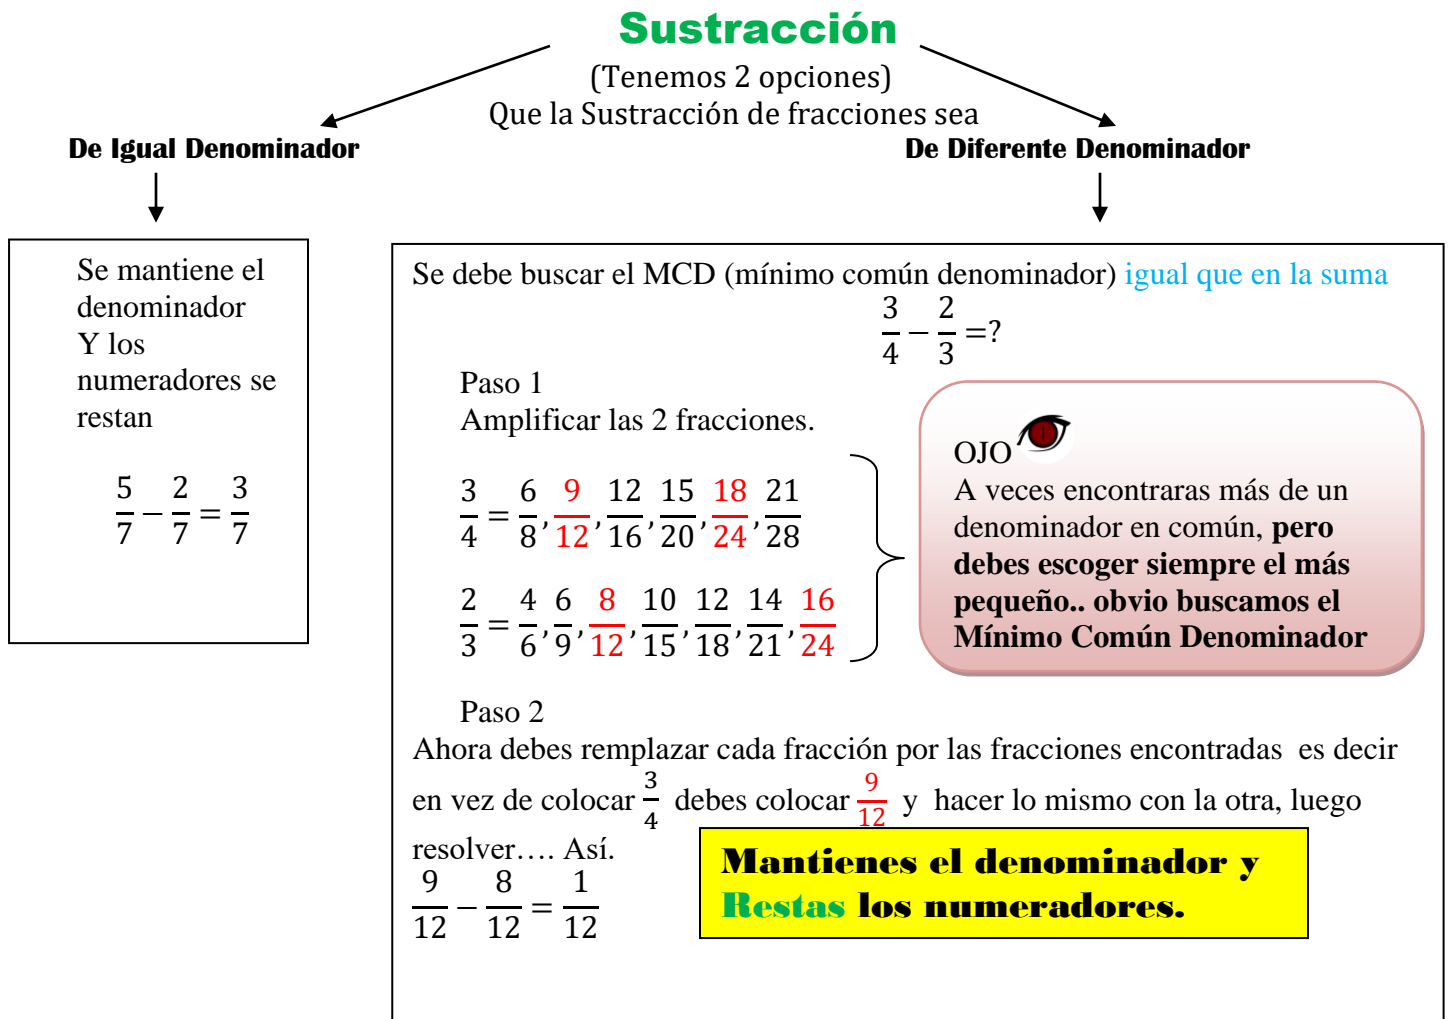 Sustracción
(Tenemos 2 opciones)
Que la Sustracción de fracciones sea
De Igual Denominador
De Diferente Denominador
Se mantiene el
denominador
Y los
numeradores se
restan
5/7 − 2/7 = 3/7
Se debe buscar el MCD (mínimo común denominador) igual que en la suma
3/4 − 2/3 =?
Paso 1
Amplificar las 2 fracciones.
3/4 = 6/8, 9/12, 12/16, 15/20, 18/24, 21/28
2/3 = 4/6, 6/9, 8/12, 10/15, 12/18, 14/21, 16/24
OJO
A veces encontraras más de un
denominador en común, pero
debes escoger siempre el más
pequeño.. obvio buscamos el
Mínimo Común Denominador
Paso 2
Ahora debes remplazar cada fracción por las fracciones encontradas es decir
en vez de colocar 3/4 debes colocar 9/12 y hacer lo mismo con la otra, luego
resolver…. Así.
9/12 − 8/12 = 1/12
Mantienes el denominador y
Restas los numeradores.